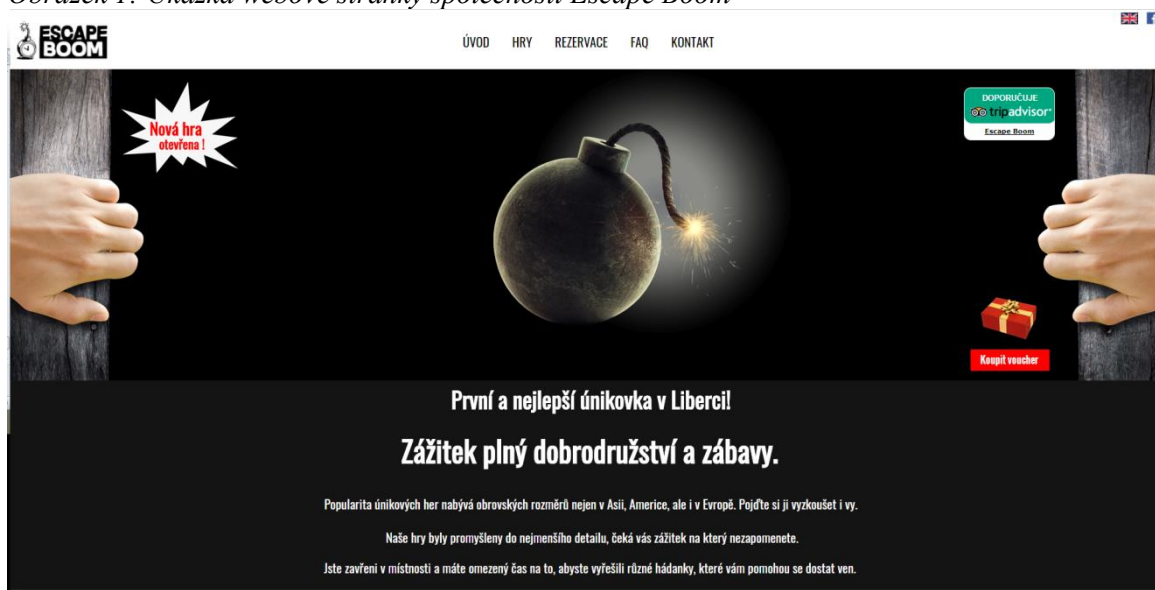 Obrázek 1: Ukázka webové stránky společnosti Escape Boom
ESCAPE
BOOM
ÚVOD HRY REZERVACE FAQ KONTAKT
Nová hra
otevřena !
DOPORUČUJE
tripadvisor
Escape Boom
Koupit voucher
První a nejlepší únikovka v Liberci!
Zážitek plný dobrodružství a zábavy.
Popularita únikových her nabývá obrovských rozměrů nejen v Asii, Americe, ale i v Evropě. Pojďte si ji vyzkoušet i vy.
Naše hry byly promyšleny do nejmenšího detailu, čeká vás zážitek na který nezapomenete.
Jste zavřeni v místnosti a máte omezený čas na to, abyste vyřešili různé hádanky, které vám pomohou se dostat ven.